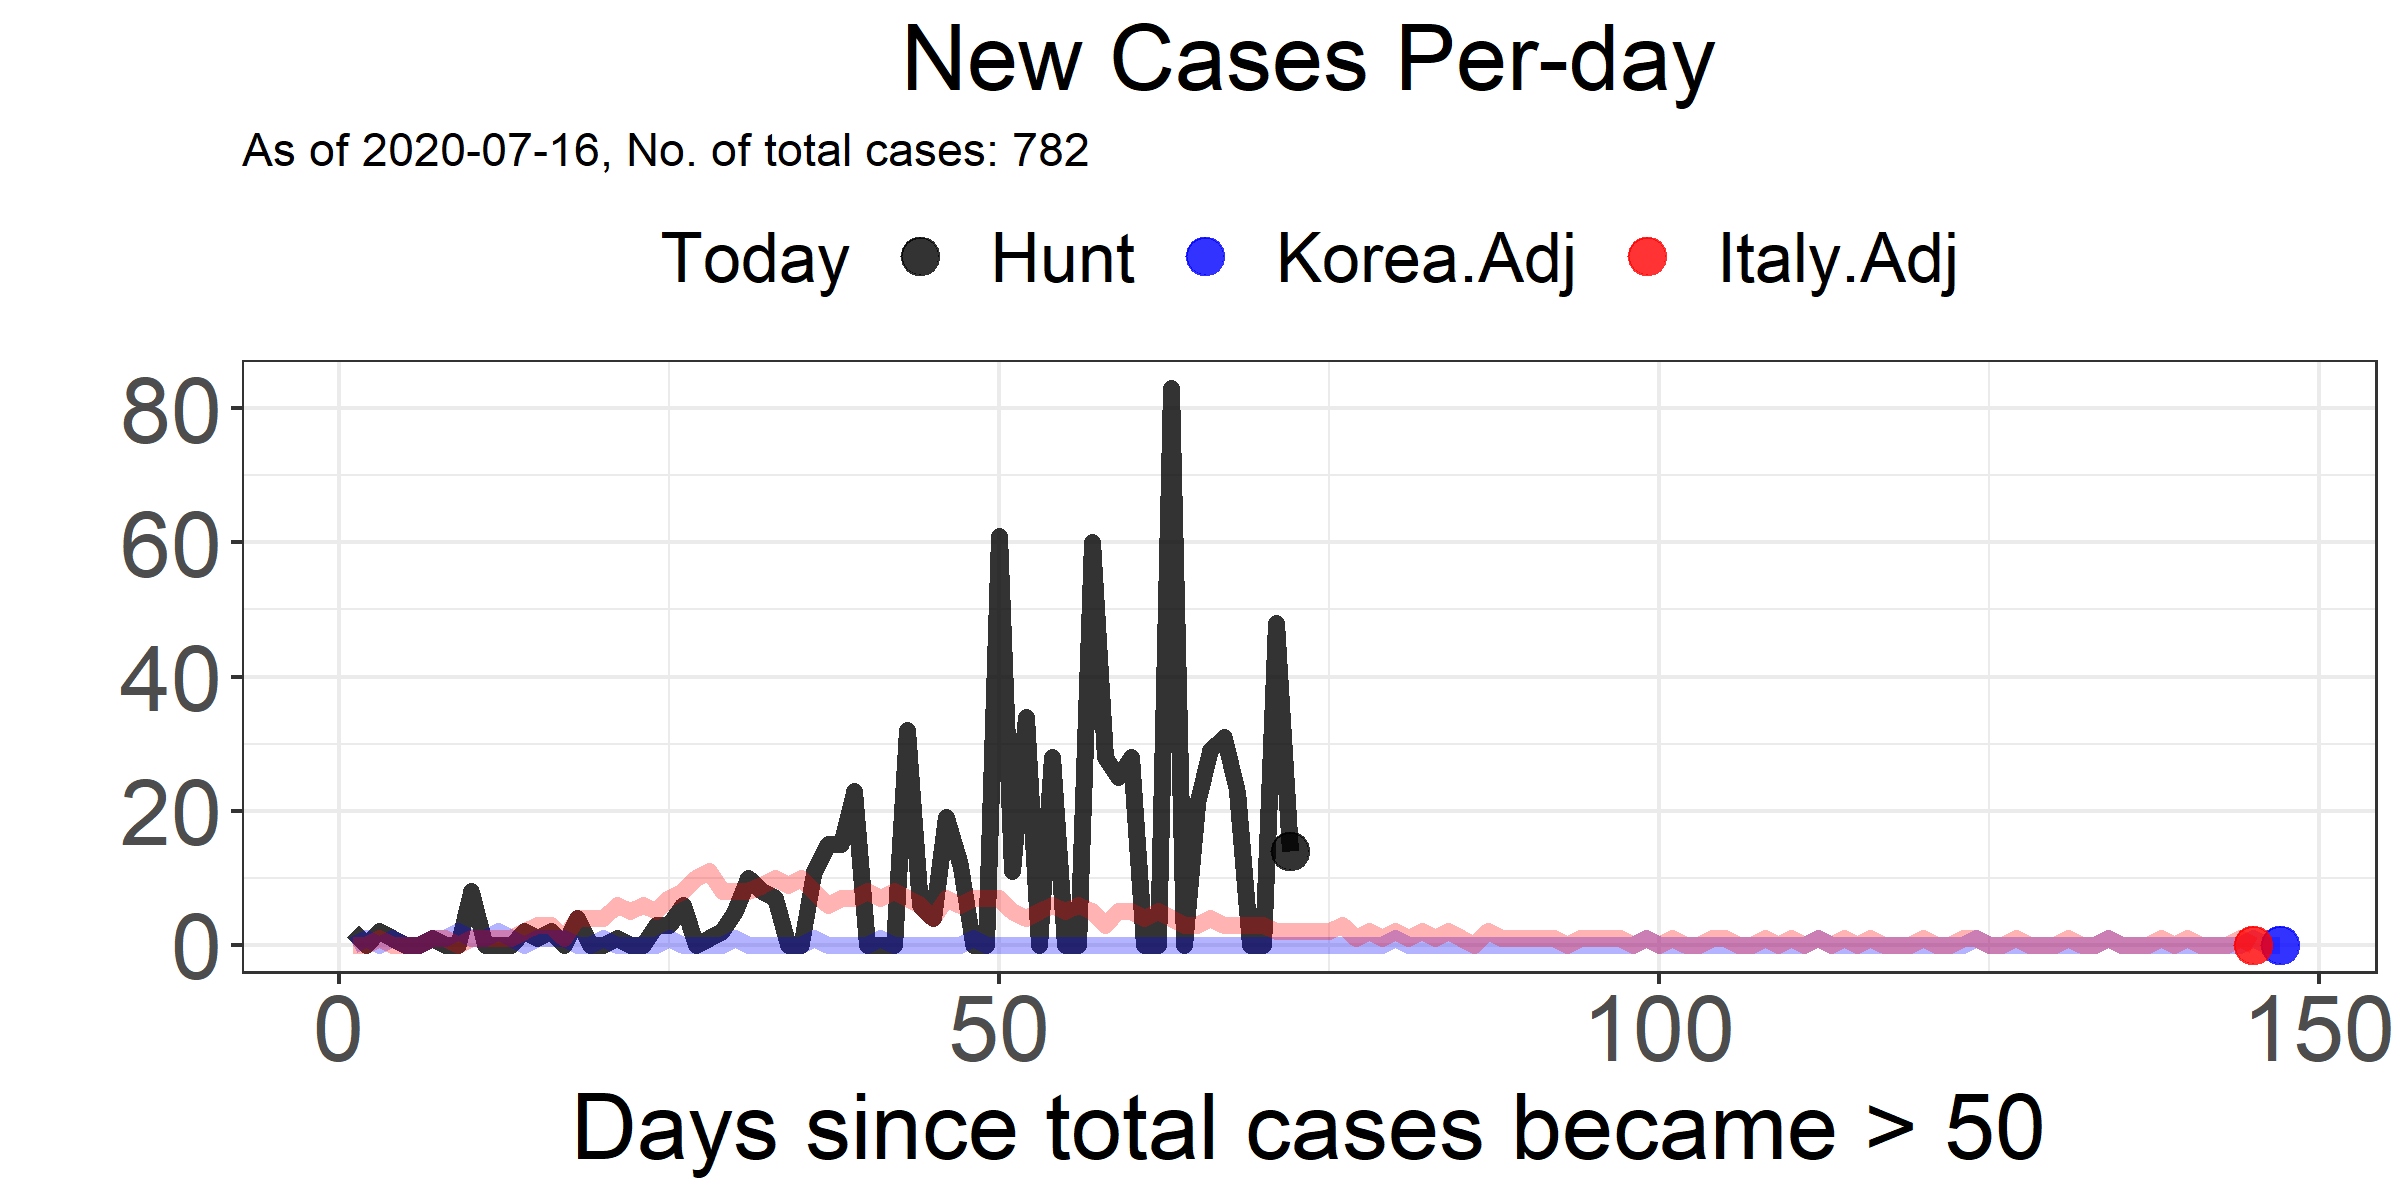 New Cases Per-day
As of 2020-07-16, No. of total cases: 782
Today Hunt Korea.Adj Italy.Adj
80
60
40
20
0
0 50 100 150
Days since total cases became > 50